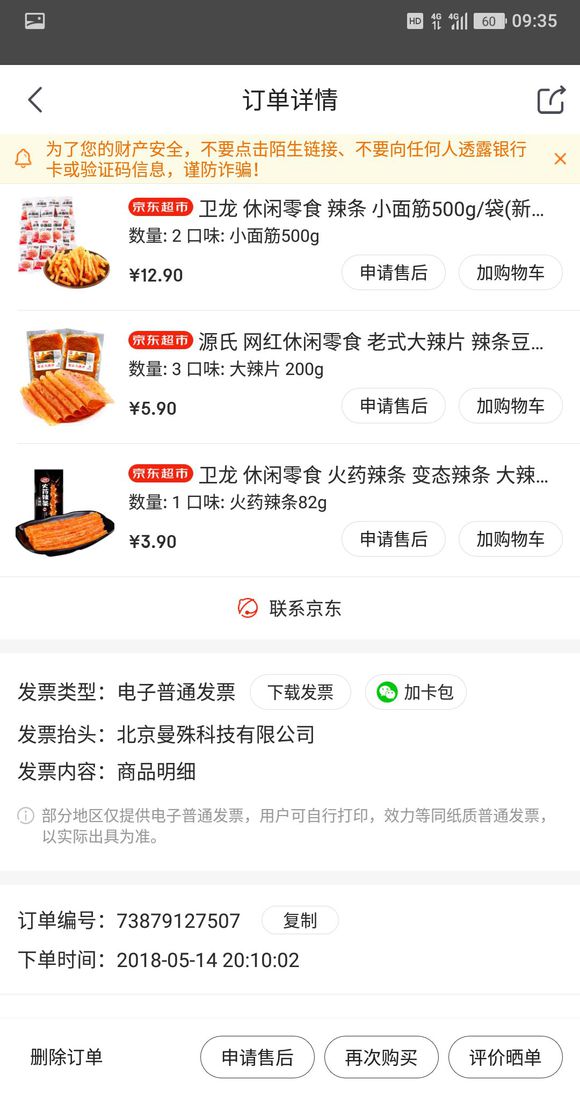 HD 4G 4G 60 09:35
订单详情
为了您的财产安全，不要点击陌生链接、不要向任何人透露银行
卡或验证码信息，谨防诈骗！
京东超市 卫龙 休闲零食 辣条 小面筋500g/袋(新...
数量: 2 口味: 小面筋500g
¥12.90 申请售后 加购物车
京东超市 源氏 网红休闲零食 老式大辣片 辣条豆...
数量: 3 口味: 大辣片 200g
¥5.90 申请售后 加购物车
京东超市 卫龙 休闲零食 火药辣条 变态辣条 大辣...
数量: 1 口味: 火药辣条82g
¥3.90 申请售后 加购物车
联系京东
发票类型： 电子普通发票 下载发票 加卡包
发票抬头： 北京曼殊科技有限公司
发票内容： 商品明细
部分地区仅提供电子普通发票，用户可自行打印，效力等同纸质普通发票，
以实际出具为准。
订单编号： 73879127507 复制
下单时间： 2018-05-14 20:10:02
删除订单 申请售后 再次购买 评价晒单